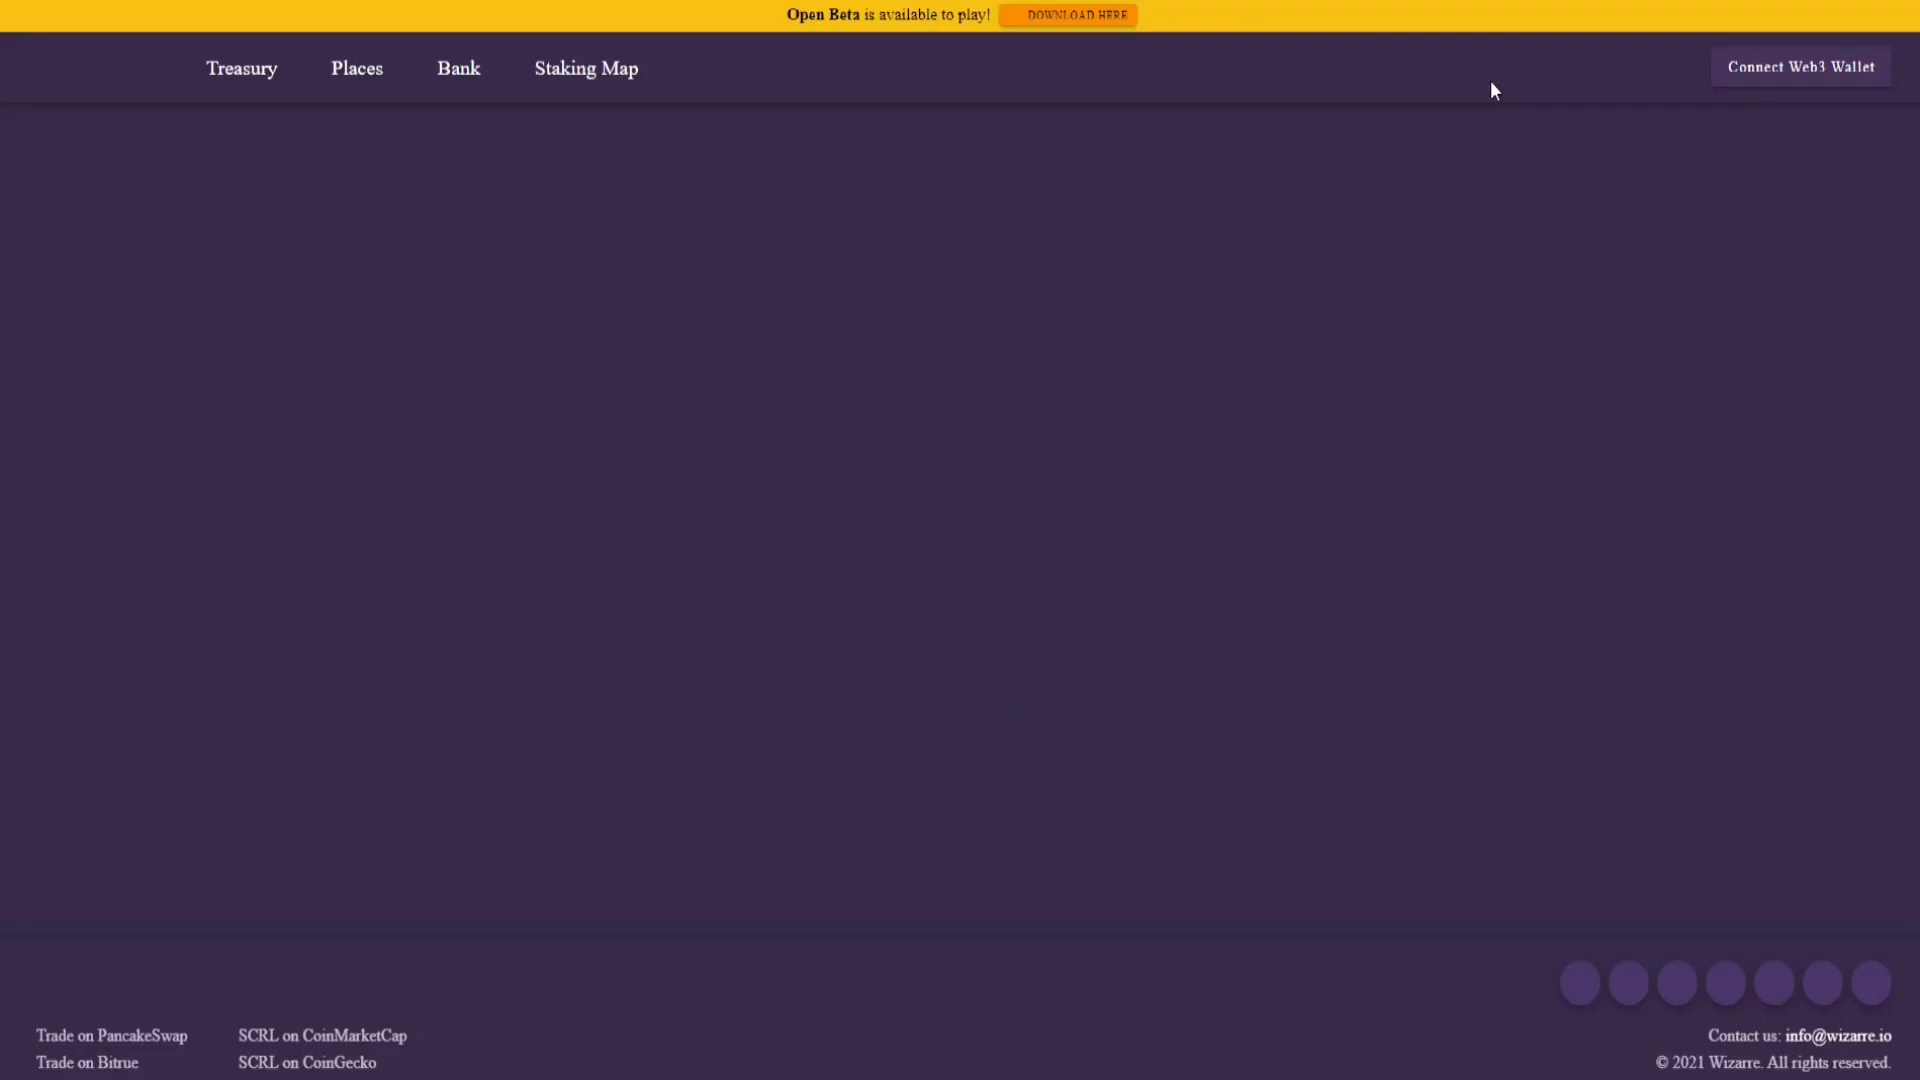 Open Beta is available to play! DOWNLOAD HERE
Treasury Places Bank Staking Map Connect Web3 Wallet
Trade on PancakeSwap SCRL on CoinMarketCap Contact us: info@wizarre.io
Trade on Bitrue SCRL on CoinGecko © 2021 Wizarre. All rights reserved.